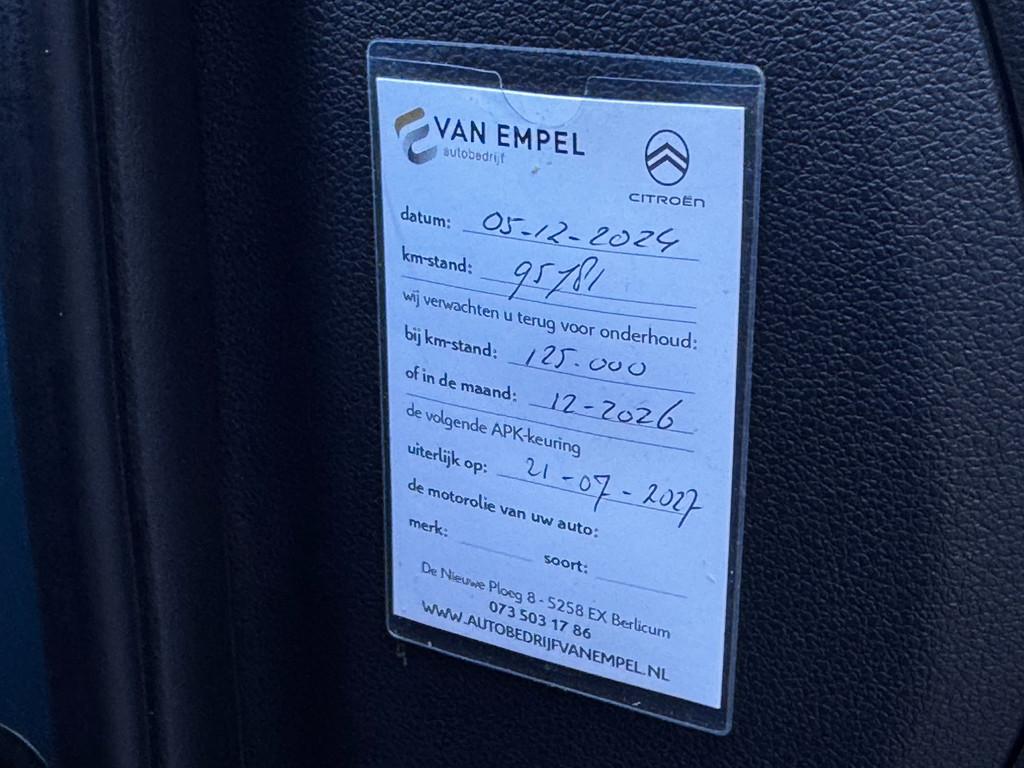 VAN EMPEL
autobedrijf
CITROËN
datum: 05-12-2024
km-stand: 95781
wij verwachten u terug voor onderhoud:
bij km-stand: 125.000
of in de maand: 12-2026
de volgende APK-keuring
uiterlijk op: 21-07-2027
de motorolie van uw auto:
merk: soort:
De Nieuwe Ploeg 8 - 5258 EX Berlicum
073 503 17 86
WWW.AUTOBEDRIJFVANEMPEL.NL